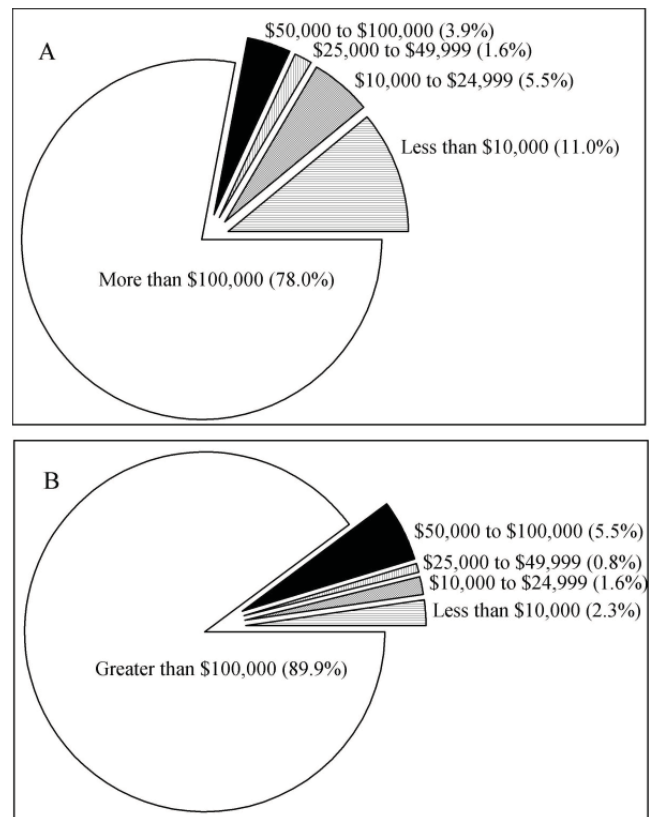 A
$50,000 to $100,000 (3.9%)
$25,000 to $49,999 (1.6%)
$10,000 to $24,999 (5.5%)
Less than $10,000 (11.0%)
More than $100,000 (78.0%)
B
$50,000 to $100,000 (5.5%)
$25,000 to $49,999 (0.8%)
$10,000 to $24,999 (1.6%)
Less than $10,000 (2.3%)
Greater than $100,000 (89.9%)